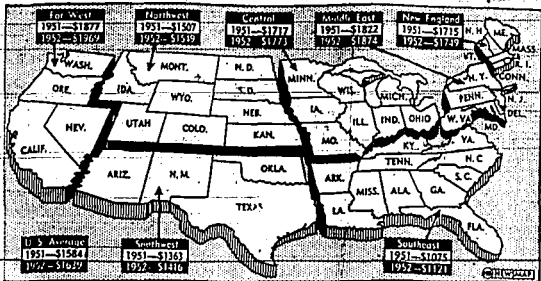 Far West
1951—$1877
1952—$1969
Northwest
1951—$1507
1952—$1519
Central
1951—$1717
1952—$1773
Middle East
1951—$1822
1952—$1874
New England
1951—$1715
1952—$1749
WASH.
ORE.
CALIF.
NEV.
IDA.
MONT.
WYO.
UTAH
COLO.
N. D.
S. D.
NEB.
KAN.
MINN.
IA.
MO.
WIS.
MICH.
ILL.
IND.
OHIO
KY.
W. VA.
PENN.
N. Y.
VT.
N. H.
ME.
MASS.
R. I.
CONN.
N. J.
DEL.
MD.
VA.
N. C.
S. C.
TENN.
ARK.
LA.
MISS.
ALA.
GA.
FLA.
ARIZ.
N. M.
OKLA.
TEXAS
U. S. Average
1951—$1584
1952—$1639
Southwest
1951—$1363
1952—$1416
Southeast
1951—$1075
1952—$1121
NEWSMAP